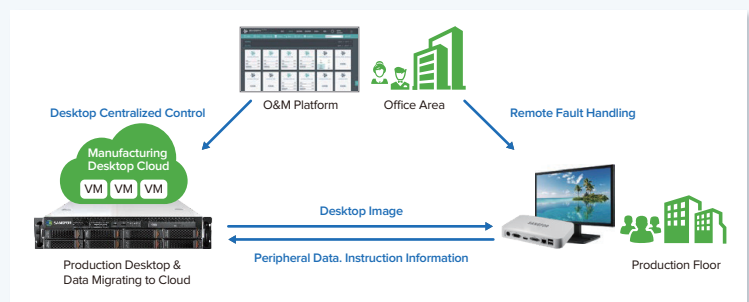 O&M Platform
Office Area
Desktop Centralized Control
Remote Fault Handling
Manufacturing
Desktop Cloud
VM VM VM
SANGFOR
Desktop Image
Peripheral Data. Instruction Information
Production Desktop &
Data Migrating to Cloud
Production Floor